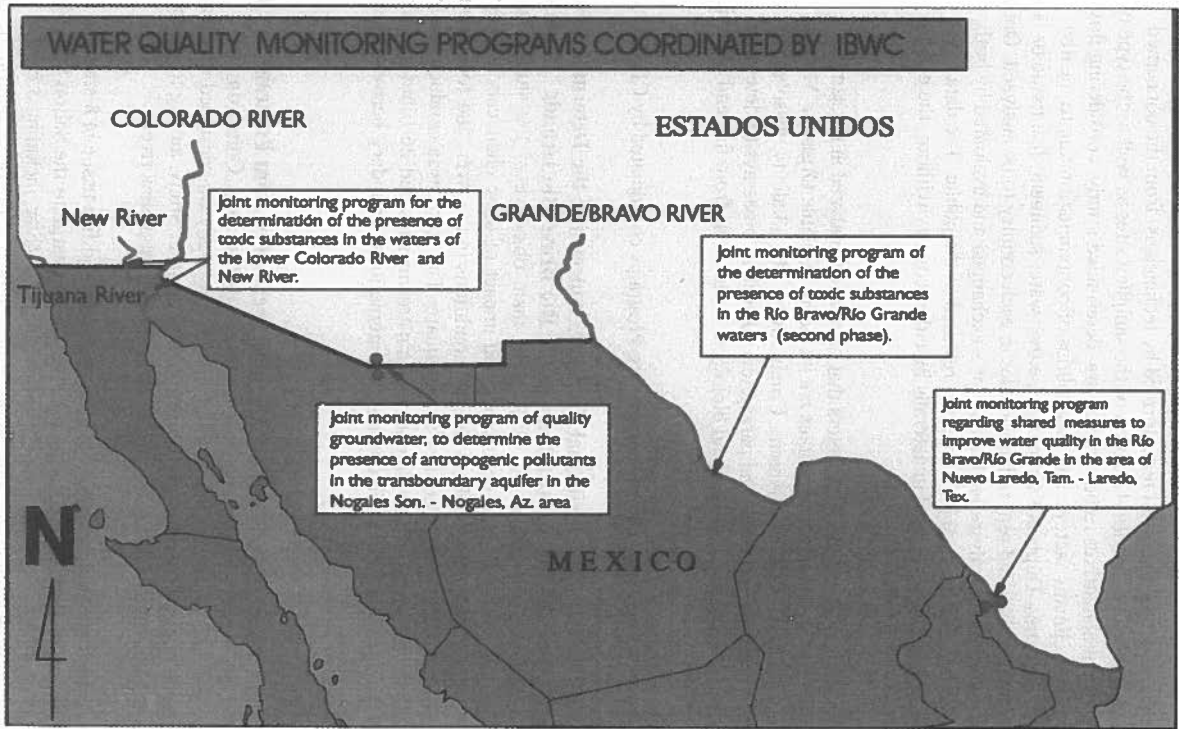 WATER QUALITY MONITORING PROGRAMS COORDINATED BY IBWC
COLORADO RIVER
ESTADOS UNIDOS
New River
Joint monitoring program for the
determination of the presence of
toxic substances in the waters of
the lower Colorado River and
New River.
GRANDE/BRAVO RIVER
Tijuana River
Joint monitoring program of
the determination of the
presence of toxic substances
in the Río Bravo/Río Grande
waters (second phase).
Joint monitoring program of quality
groundwater, to determine the
presence of antropogenic pollutants
in the transboundary aquifer in the
Nogales Son. - Nogales, Az. area
Joint monitoring program
regarding shared measures to
improve water quality in the Río
Bravo/Río Grande in the area of
Nuevo Laredo, Tam. - Laredo,
Tex.
N
MEXICO